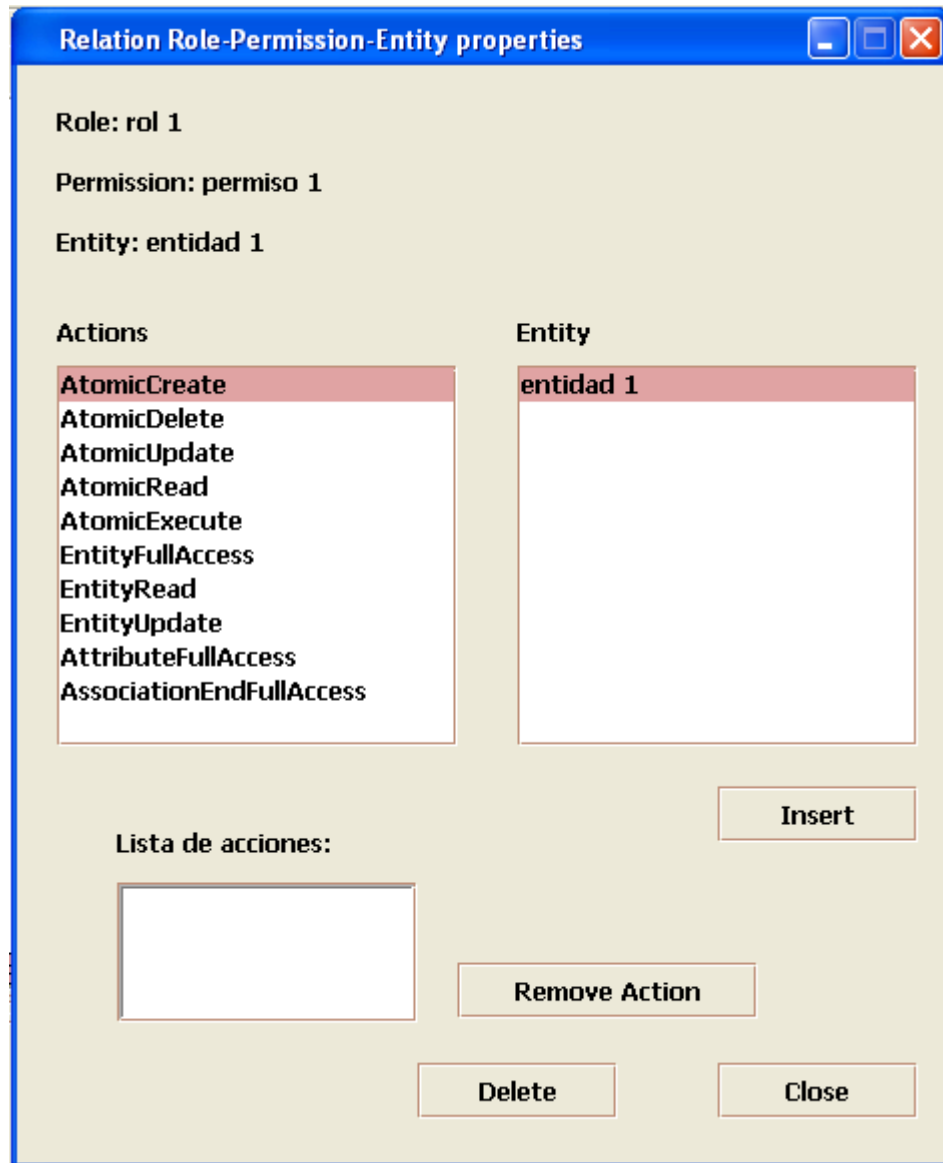 Relation Role-Permission-Entity properties
Role: rol 1
Permission: permiso 1
Entity: entidad 1
Actions
AtomicCreate
AtomicDelete
AtomicUpdate
AtomicRead
AtomicExecute
EntityFullAccess
EntityRead
EntityUpdate
AttributeFullAccess
AssociationEndFullAccess
Entity
entidad 1
Insert
Lista de acciones:
Remove Action
Delete
Close